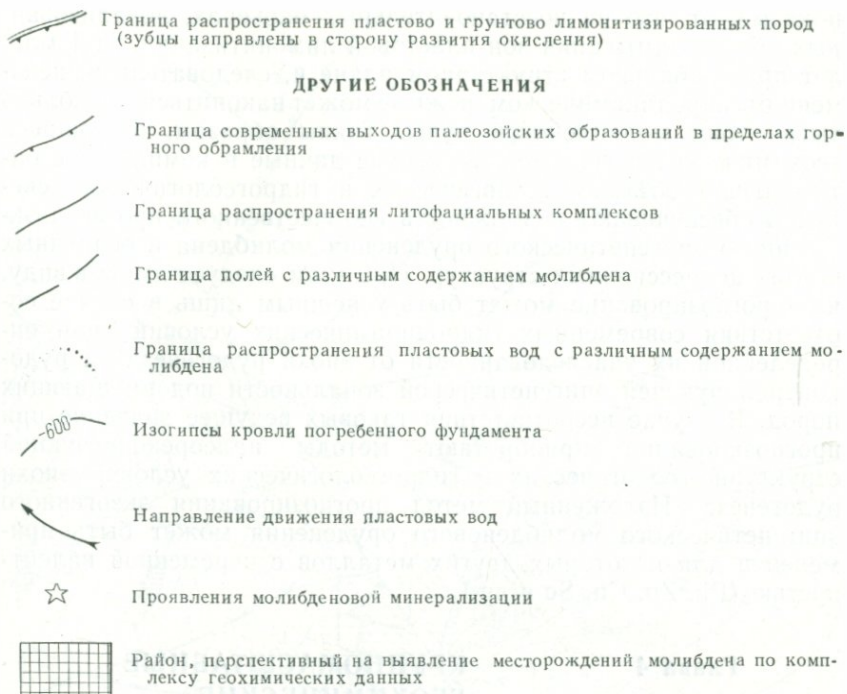 Граница распространения пластово и грунтово лимонитизированных пород
(зубцы направлены в сторону развития окисления)
ДРУГИЕ ОБОЗНАЧЕНИЯ
Граница современных выходов палеозойских образований в пределах гор-
ного обрамления
Граница распространения литофациальных комплексов
Граница полей с различным содержанием молибдена
Граница распространения пластовых вод с различным содержанием мо-
либдена
-600
Изогипсы кровли погребенного фундамента
Направление движения пластовых вод
Проявления молибденовой минерализации
Район, перспективный на выявление месторождений молибдена по комп-
лексу геохимических данных